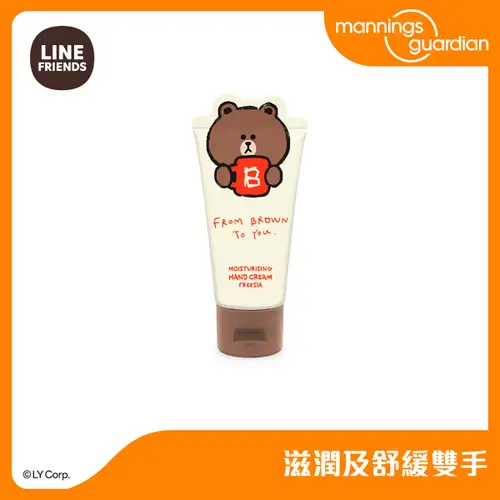 LINE
FRIENDS
mannings
guardian
B
FROM BROWN
TO YOU.
MOISTURISING
HAND CREAM
FREESIA
©LY Corp.
滋潤及舒緩雙手